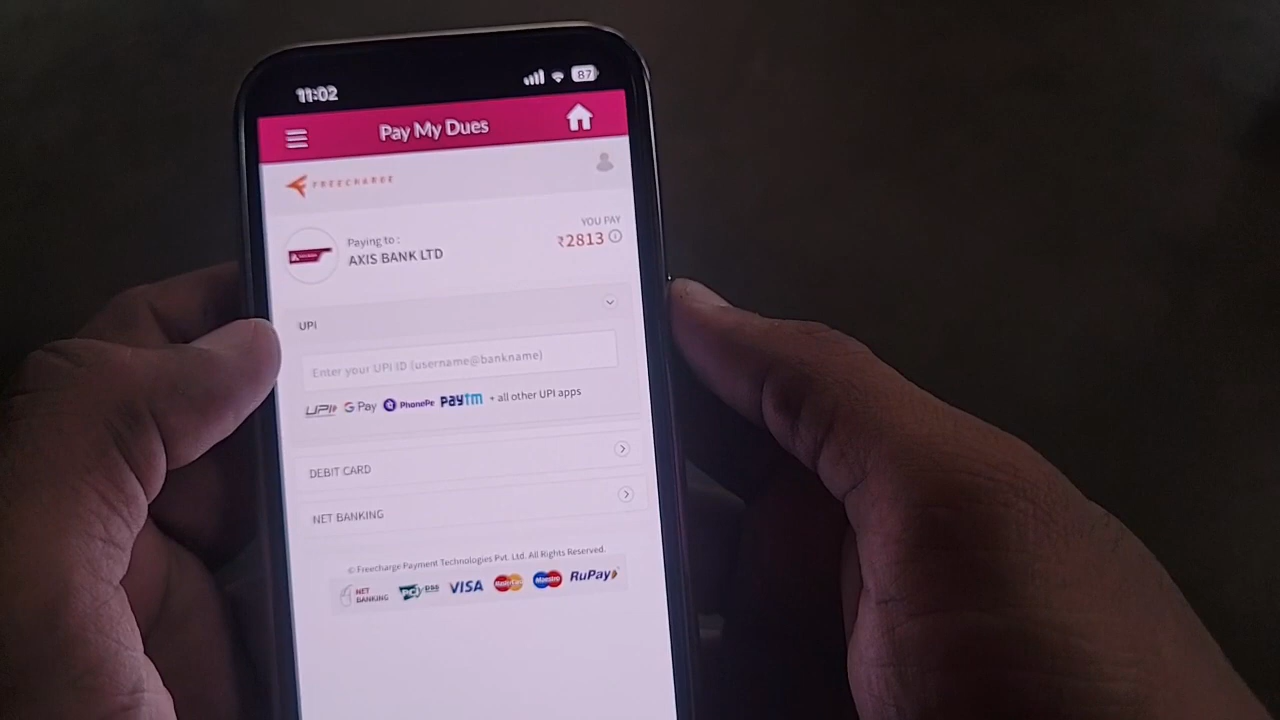 11:02
87
Pay My Dues
FREECHARGE
YOU PAY
Paying to :
₹2813
AXIS BANK LTD
UPI
Enter your UPI ID (username@bankname)
UPI G Pay PhonePe paytm + all other UPI apps
DEBIT CARD
NET BANKING
© Freecharge Payment Technologies Pvt. Ltd. All Rights Reserved.
NET BANKING PCI DSS VISA MasterCard Maestro RuPay